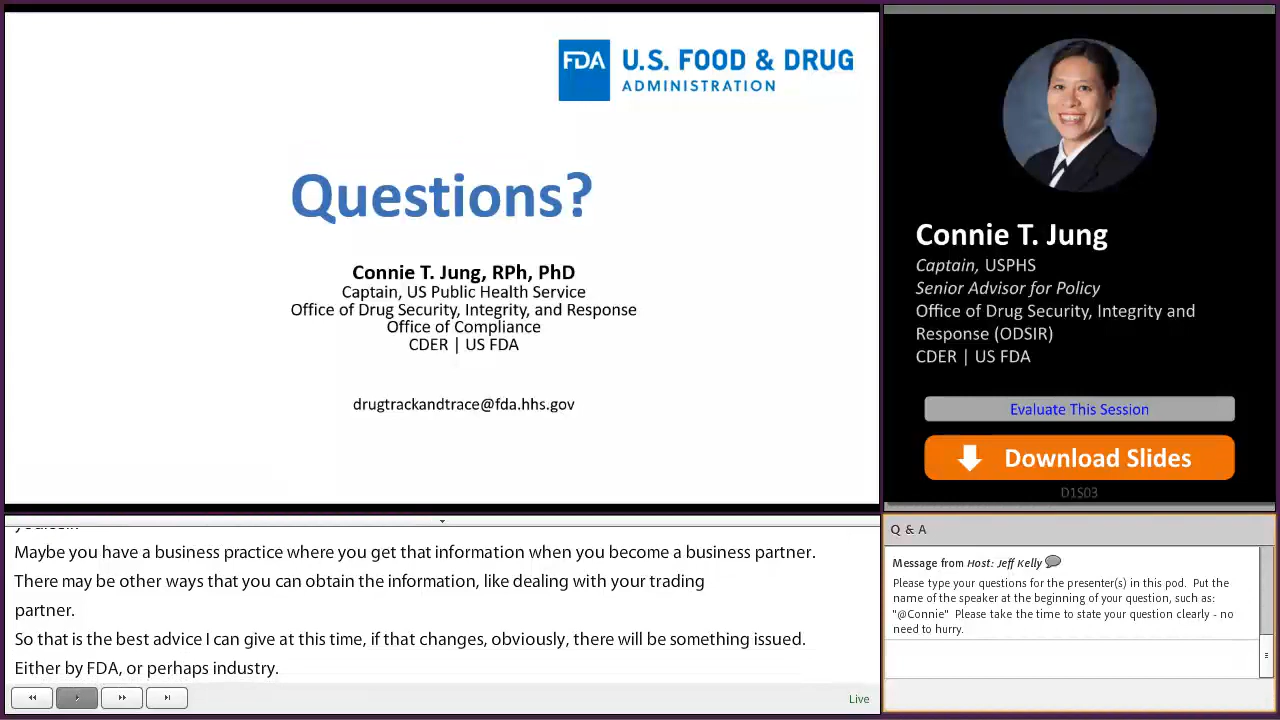 FDA U.S. FOOD & DRUG
ADMINISTRATION
Questions?
Connie T. Jung, RPh, PhD
Captain, US Public Health Service
Office of Drug Security, Integrity, and Response
Office of Compliance
CDER | US FDA
drugtrackandtrace@fda.hhs.gov
Connie T. Jung
Captain, USPHS
Senior Advisor for Policy
Office of Drug Security, Integrity and
Response (ODSIR)
CDER | US FDA
Evaluate This Session
Download Slides
D1S03
Maybe you have a business practice where you get that information when you become a business partner.
There may be other ways that you can obtain the information, like dealing with your trading
partner.
So that is the best advice I can give at this time, if that changes, obviously, there will be something issued.
Either by FDA, or perhaps industry.
Live
Q & A
Message from Host: Jeff Kelly
Please type your questions for the presenter(s) in this pod. Put the
name of the speaker at the beginning of your question, such as:
"@Connie" Please take the time to state your question clearly - no
need to hurry.